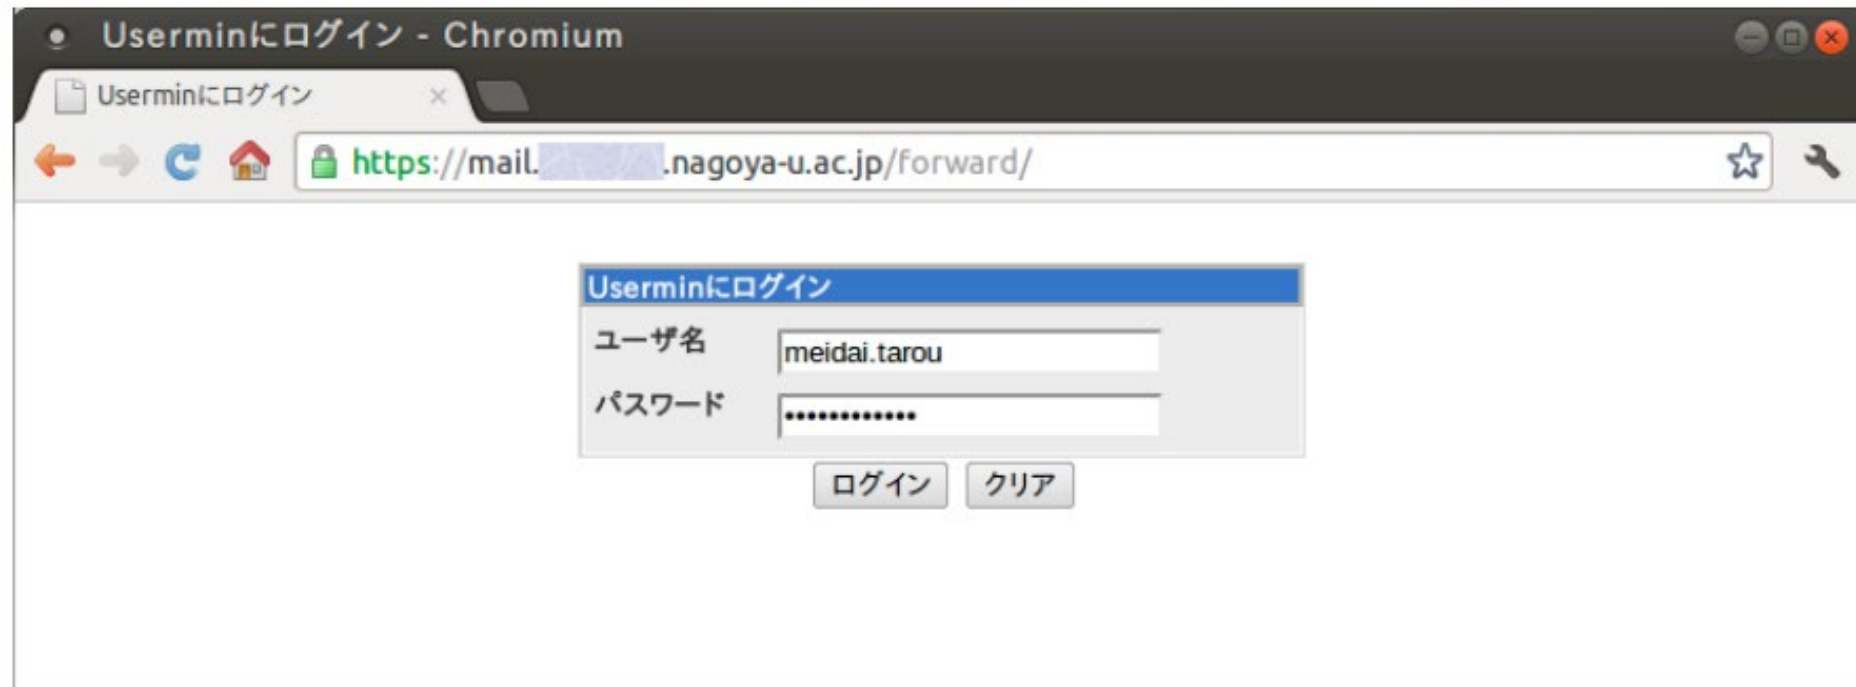 Userminにログイン - Chromium
Userminにログイン
https://mail. .nagoya-u.ac.jp/forward/
Userminにログイン
ユーザ名 meidai.tarou
パスワード ••••••••••••
ログイン クリア